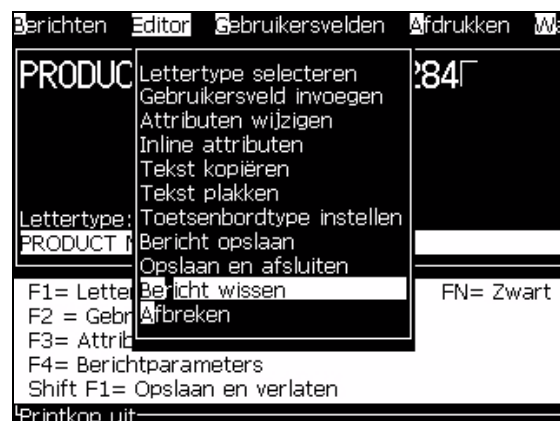 Berichten Editor Gebruikersvelden Afdrukken
PRODUC 284
Lettertype selecteren
Gebruikersveld invoegen
Attributen wijzigen
Inline attributen
Tekst kopiëren
Tekst plakken
Toetsenbordtype instellen
Bericht opslaan
Opslaan en afsluiten
Bericht wissen
Afbreken
Lettertype:
PRODUCT
F1= Letter FN= Zwart
F2 = Gebr
F3= Attrib
F4= Berichtparameters
Shift F1= Opslaan en verlaten
Printkop uit